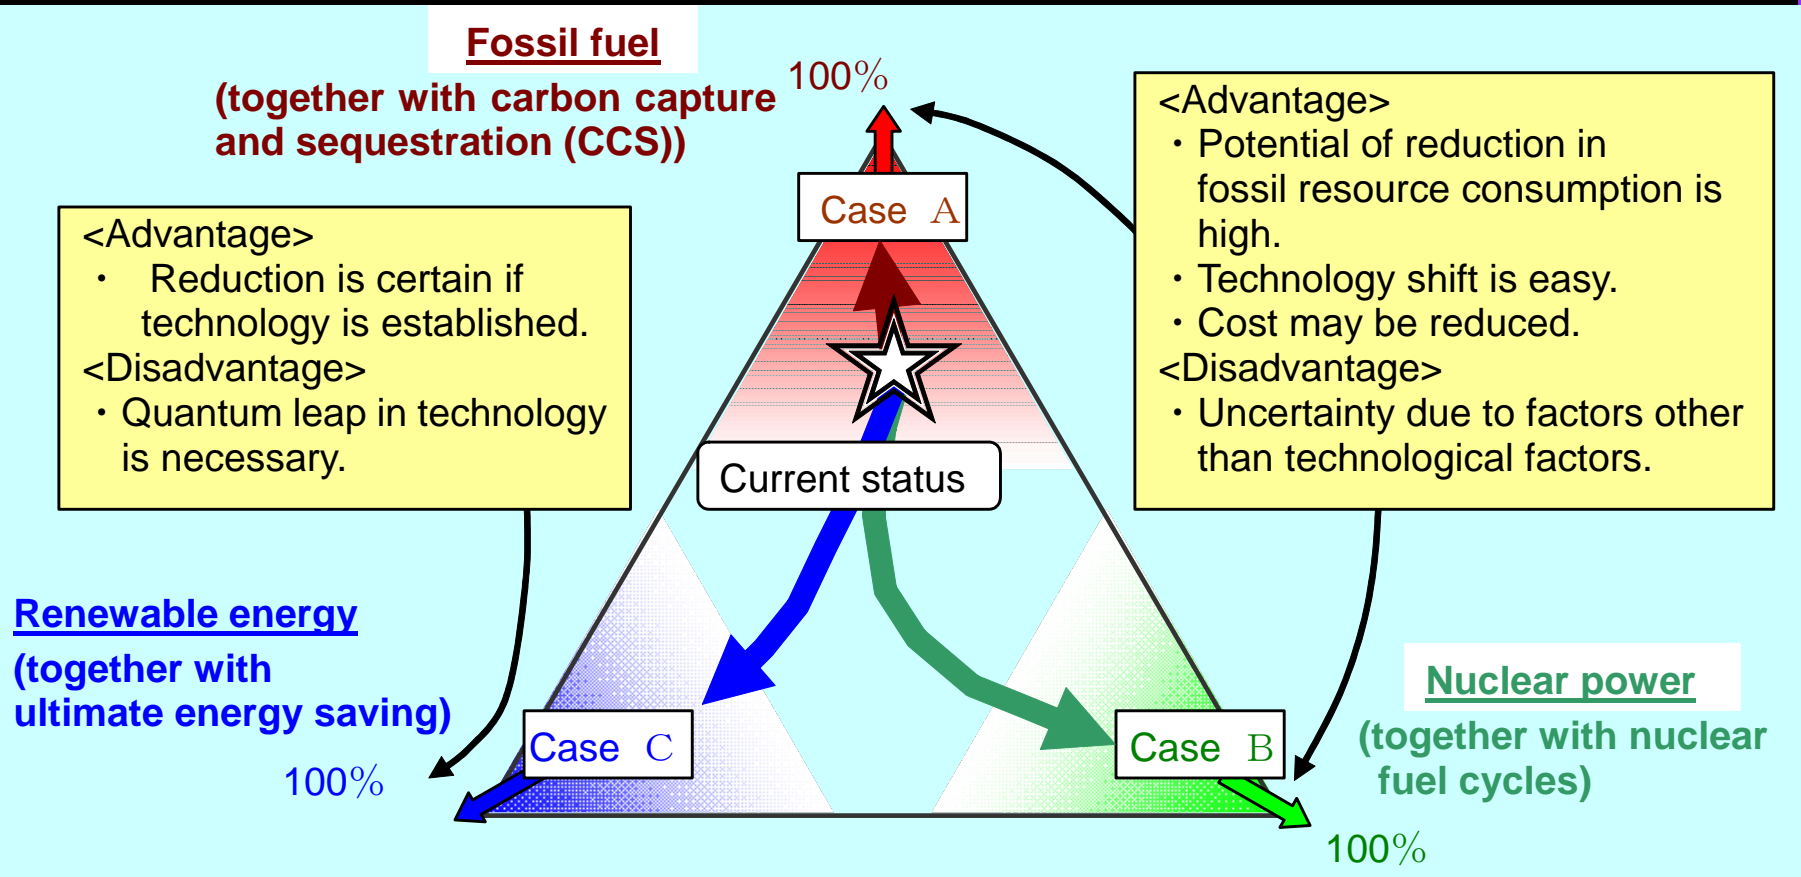 Fossil fuel
(together with carbon capture
and sequestration (CCS))
100%
<Advantage>
・Potential of reduction in
fossil resource consumption is
high.
・Technology shift is easy.
・Cost may be reduced.
<Disadvantage>
・Uncertainty due to factors other
than technological factors.
Case A
<Advantage>
・ Reduction is certain if
technology is established.
<Disadvantage>
・Quantum leap in technology
is necessary.
Current status
Renewable energy
(together with
ultimate energy saving)
100%
Case C
Case B
Nuclear power
(together with nuclear
fuel cycles)
100%